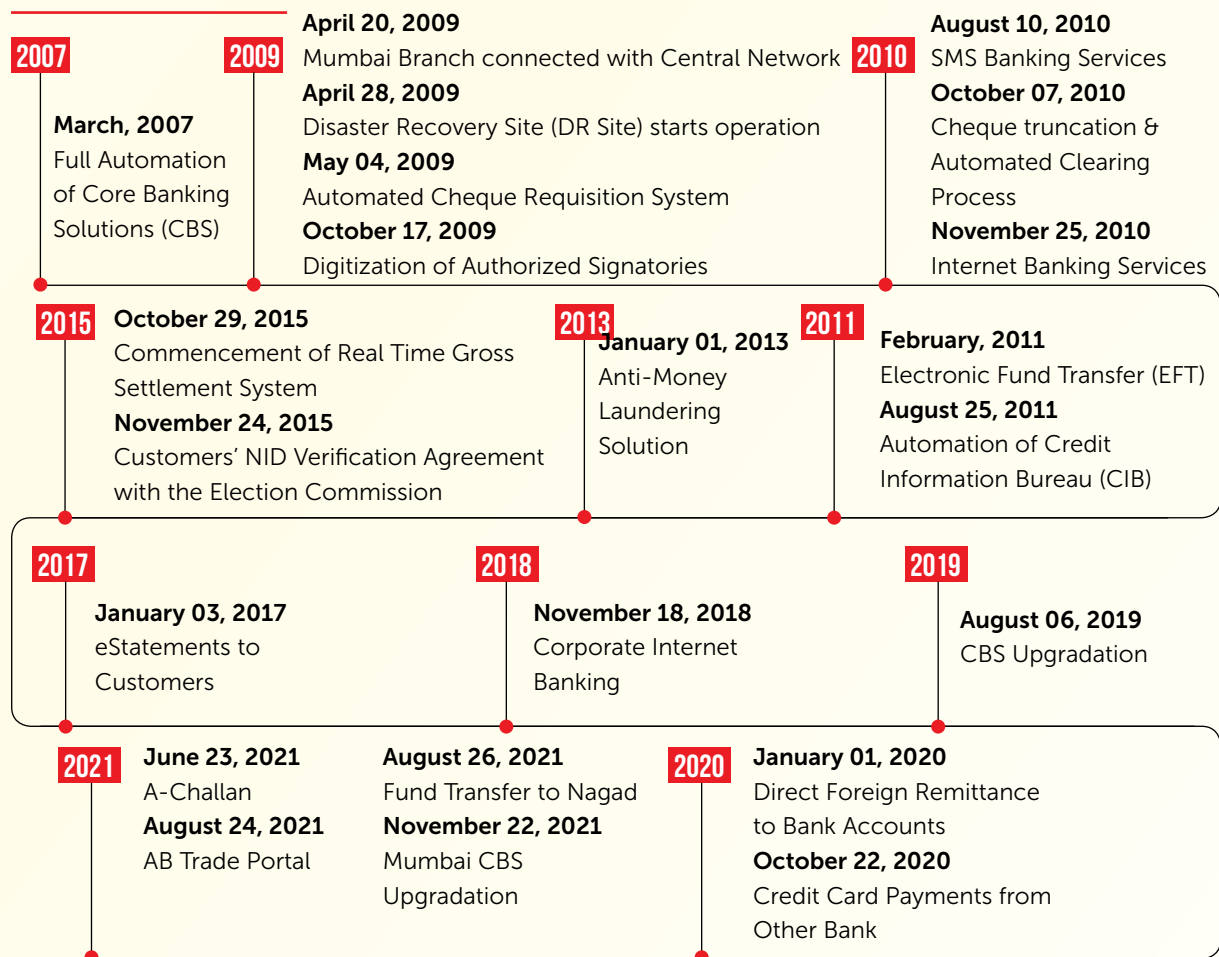 2007
March, 2007
Full Automation
of Core Banking
Solutions (CBS)
2009
April 20, 2009
Mumbai Branch connected with Central Network
April 28, 2009
Disaster Recovery Site (DR Site) starts operation
May 04, 2009
Automated Cheque Requisition System
October 17, 2009
Digitization of Authorized Signatories
2010
August 10, 2010
SMS Banking Services
October 07, 2010
Cheque truncation &
Automated Clearing
Process
November 25, 2010
Internet Banking Services
2011
February, 2011
Electronic Fund Transfer (EFT)
August 25, 2011
Automation of Credit
Information Bureau (CIB)
2013
January 01, 2013
Anti-Money
Laundering
Solution
2015
October 29, 2015
Commencement of Real Time Gross
Settlement System
November 24, 2015
Customers’ NID Verification Agreement
with the Election Commission
2017
January 03, 2017
eStatements to
Customers
2018
November 18, 2018
Corporate Internet
Banking
2019
August 06, 2019
CBS Upgradation
2020
January 01, 2020
Direct Foreign Remittance
to Bank Accounts
October 22, 2020
Credit Card Payments from
Other Bank
2021
June 23, 2021
A-Challan
August 24, 2021
AB Trade Portal
August 26, 2021
Fund Transfer to Nagad
November 22, 2021
Mumbai CBS
Upgradation